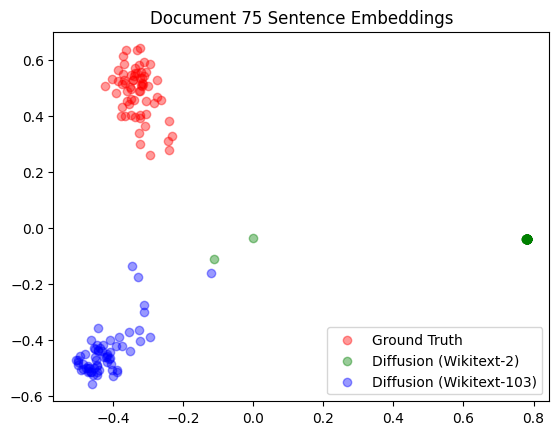 Document 75 Sentence Embeddings
0.6
0.4
0.2
0.0
−0.2
−0.4
−0.6
Ground Truth
Diffusion (Wikitext-2)
Diffusion (Wikitext-103)
−0.4 −0.2 0.0 0.2 0.4 0.6 0.8